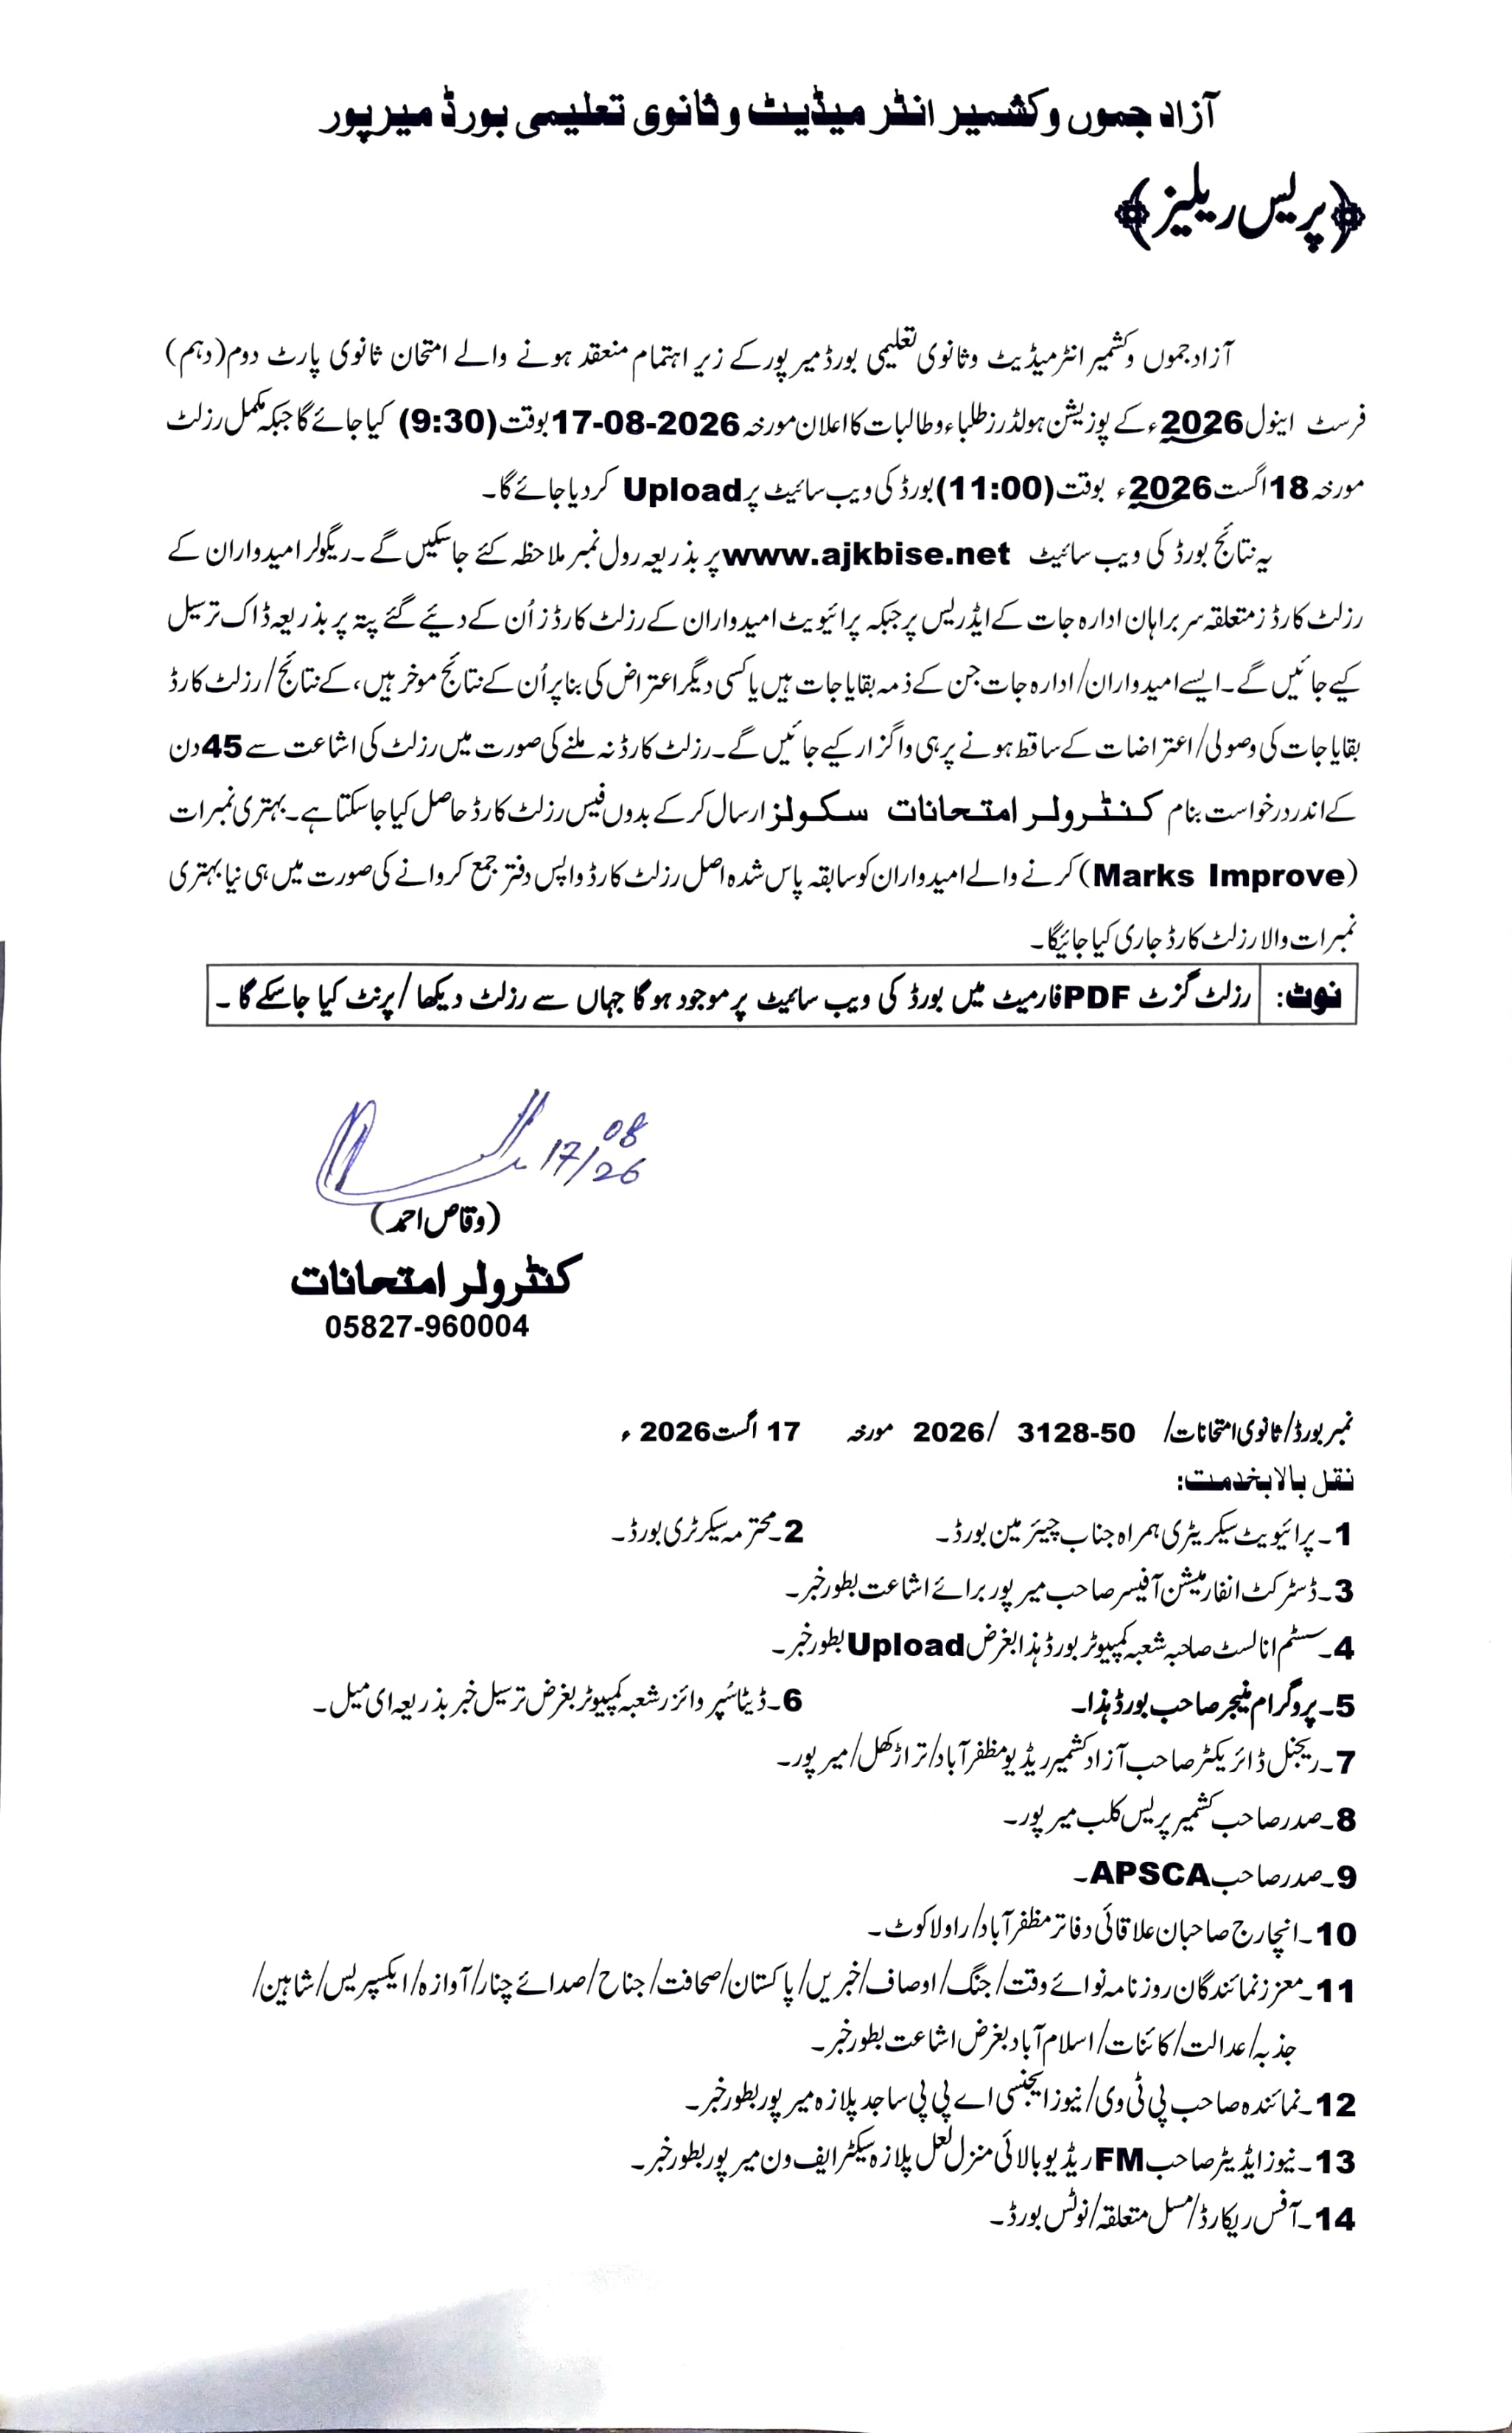 آزاد جموں و کشمیر انٹر میڈیٹ و ثانوی تعلیمی بورڈ میرپور
﴿پریس ریلیز﴾
آزاد جموں وکشمیر انٹرمیڈیٹ وثانوی تعلیمی بورڈ میرپور کے زیر اہتمام منعقد ہونے والے امتحان ثانوی پارٹ دوم (دہم)
فرسٹ اینول 2026ء کے پوزیشن ہولڈرز طلباء وطالبات کا اعلان مورخہ 17-08-2026 بوقت (9:30) کیا جائے گا جبکہ مکمل رزلٹ
مورخہ 18 اگست 2026ء بوقت (11:00) بورڈ کی ویب سائیٹ پر Upload کر دیا جائے گا۔
یہ نتائج بورڈ کی ویب سائیٹ www.ajkbise.net پر بذریعہ رول نمبر ملاحظہ کئے جا سکیں گے۔ ریگولر امیدواران کے
رزلٹ کارڈز متعلقہ سربراہان ادارہ جات کے ایڈریس پر جبکہ پرائیویٹ امیدواران کے رزلٹ کارڈز اُن کے دیئے گئے پتہ پر بذریعہ ڈاک ترسیل
کیے جائیں گے۔ ایسے امیدواران/ادارہ جات جن کے ذمہ بقایا جات ہیں یا کسی دیگر اعتراض کی بنا پر اُن کے نتائج موخر ہیں، کے نتائج/رزلٹ کارڈ
بقایا جات کی وصولی/اعتراضات کے ساقط ہونے پر ہی واگزار کیے جائیں گے۔ رزلٹ کارڈ نہ ملنے کی صورت میں رزلٹ کی اشاعت سے 45 دن
کے اندر درخواست بنام کنٹرولر امتحانات سکولز ارسال کر کے بدوں فیس رزلٹ کارڈ حاصل کیا جا سکتا ہے۔ بہتری نمبرات
(Marks Improve) کرنے والے امیدواران کو سابقہ پاس شدہ اصل رزلٹ کارڈ واپس دفتر جمع کروانے کی صورت میں ہی نیا بہتری
نمبرات والا رزلٹ کارڈ جاری کیا جائیگا۔
نوٹ: رزلٹ گزٹ PDF فارمیٹ میں بورڈ کی ویب سائیٹ پر موجود ہو گا جہاں سے رزلٹ دیکھا/پرنٹ کیا جا سکے گا۔
17/08/26
(وقاص احمد)
کنٹرولر امتحانات
05827-960004
نمبر بورڈ/ثانوی امتحانات/ 3128-50 /2026 مورخہ 17 اگست 2026ء
نقل بالا بخدمت:
1۔ پرائیویٹ سیکریٹری ہمراہ جناب چیئرمین بورڈ۔ 2۔ محترمہ سیکرٹری بورڈ۔
3۔ ڈسٹرکٹ انفارمیشن آفیسر صاحب میرپور برائے اشاعت بطور خبر۔
4۔ سسٹم انالسٹ صاحبہ شعبہ کمپیوٹر بورڈ ہذا بغرض Upload بطور خبر۔
5۔ پروگرام منیجر صاحب بورڈ ہذا۔ 6۔ ڈیٹا سُپروائزر شعبہ کمپیوٹر بغرض ترسیل خبر بذریعہ ای میل۔
7۔ ریجنل ڈائریکٹر صاحب آزاد کشمیر ریڈیو مظفرآباد/تراڑکھل/میرپور۔
8۔ صدر صاحب کشمیر پریس کلب میرپور۔
9۔ صدر صاحب APSCA۔
10۔ انچارج صاحبان علاقائی دفاتر مظفرآباد/راولاکوٹ۔
11۔ معزز نمائندگان روزنامہ نوائے وقت/جنگ/اوصاف/خبریں/پاکستان/صحافت/جناح/صدائے چنار/آوازہ/ایکسپریس/شاہین/
جذبہ/عدالت/کائنات/اسلام آباد بغرض اشاعت بطور خبر۔
12۔ نمائندہ صاحب پی ٹی وی/نیوز ایجنسی اے پی پی ساجد پلازہ میرپور بطور خبر۔
13۔ نیوز ایڈیٹر صاحب FM ریڈیو بالائی منزل لعل پلازہ سیکٹر ایف ون میرپور بطور خبر۔
14۔ آفس ریکارڈ/مسل متعلقہ/نوٹس بورڈ۔